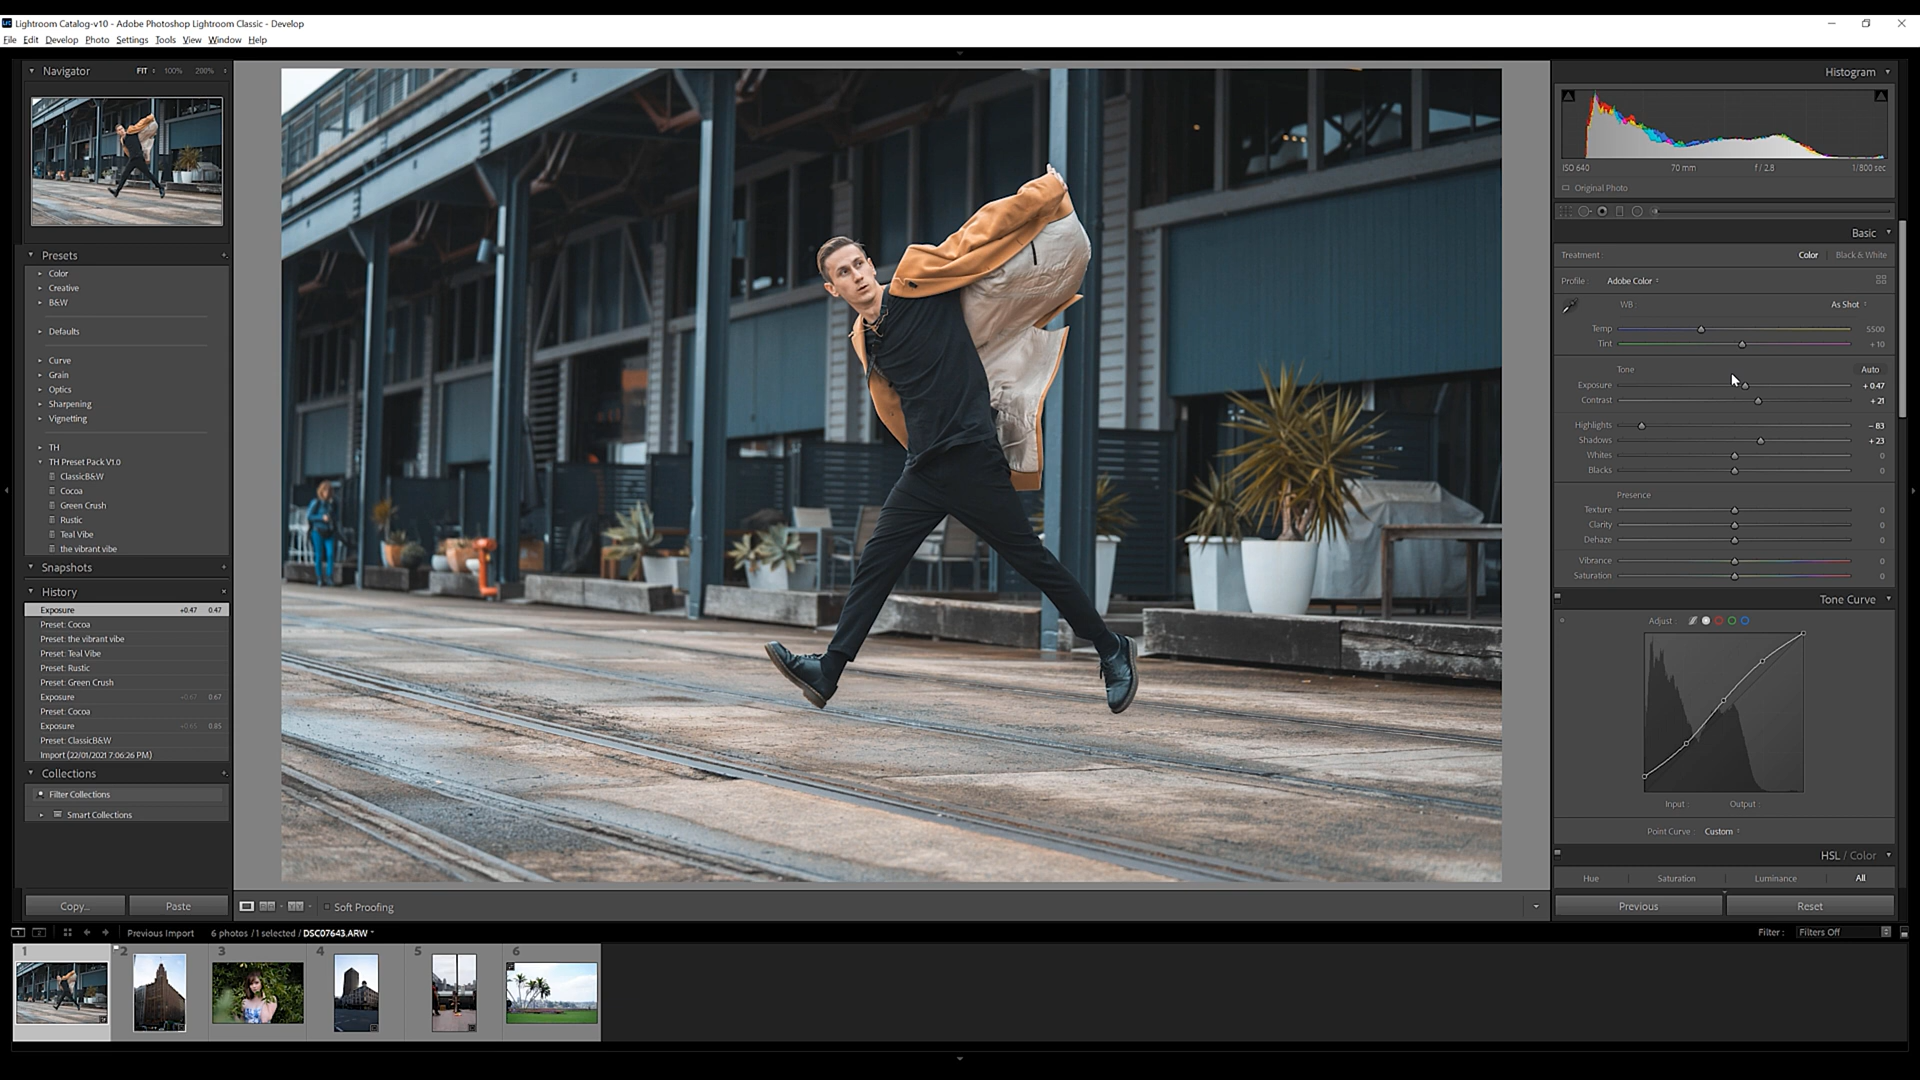 Lightroom Catalog-v10 - Adobe Photoshop Lightroom Classic - Develop
File Edit Develop Photo Settings Tools View Window Help
Navigator FIT 100% 200%
Presets
Color
Creative
B&W
Defaults
Curve
Grain
Optics
Sharpening
Vignetting
TH
TH Preset Pack V1.0
ClassicB&W
Cocoa
Green Crush
Rustic
Teal Vibe
the vibrant vibe
Snapshots
History
Exposure +0.47 0.47
Preset: Cocoa
Preset: the vibrant vibe
Preset: Teal Vibe
Preset: Rustic
Preset: Green Crush
Exposure +0.67 0.67
Preset: Cocoa
Exposure +0.65 0.85
Preset: ClassicB&W
Import (22/01/2021 7:06:26 PM)
Collections
Filter Collections
Smart Collections
Copy... Paste
Soft Proofing
Histogram
ISO 640 70 mm f / 2.8 1/800 sec
Original Photo
Basic
Treatment : Color Black & White
Profile : Adobe Color
WB : As Shot
Temp 5500
Tint + 10
Tone Auto
Exposure + 0.47
Contrast + 21
Highlights − 83
Shadows + 23
Whites 0
Blacks 0
Presence
Texture 0
Clarity 0
Dehaze 0
Vibrance 0
Saturation 0
Tone Curve
Adjust :
Input : Output :
Point Curve : Custom
HSL / Color
Hue Saturation Luminance All
Previous Reset
1 2 Previous Import 6 photos / 1 selected / DSC07643.ARW
Filter : Filters Off
1 2 3 4 5 6